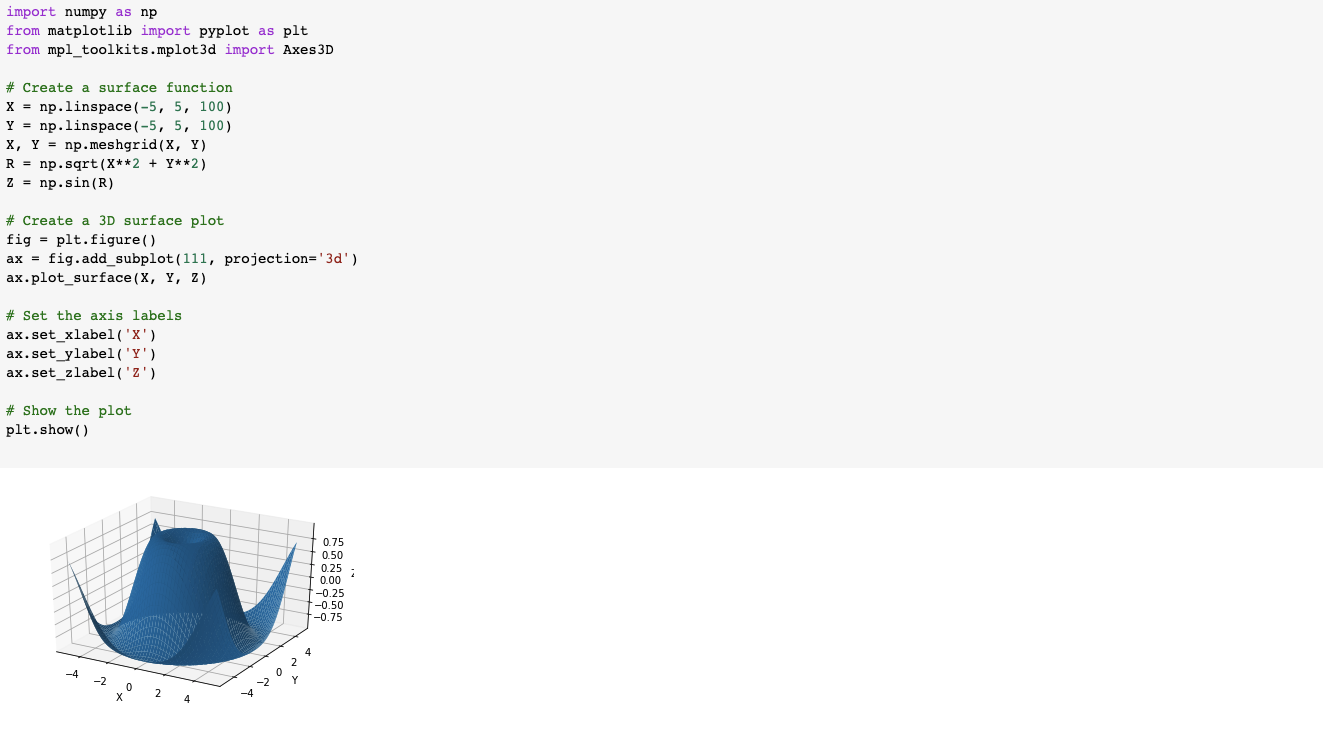 import numpy as np
from matplotlib import pyplot as plt
from mpl_toolkits.mplot3d import Axes3D

# Create a surface function
X = np.linspace(-5, 5, 100)
Y = np.linspace(-5, 5, 100)
X, Y = np.meshgrid(X, Y)
R = np.sqrt(X**2 + Y**2)
Z = np.sin(R)

# Create a 3D surface plot
fig = plt.figure()
ax = fig.add_subplot(111, projection='3d')
ax.plot_surface(X, Y, Z)

# Set the axis labels
ax.set_xlabel('X')
ax.set_ylabel('Y')
ax.set_zlabel('Z')

# Show the plot
plt.show()

0.75
0.50
0.25
0.00
−0.25
−0.50
−0.75
4
2
0
−2
−4
Y
−4
−2
0
2
4
X